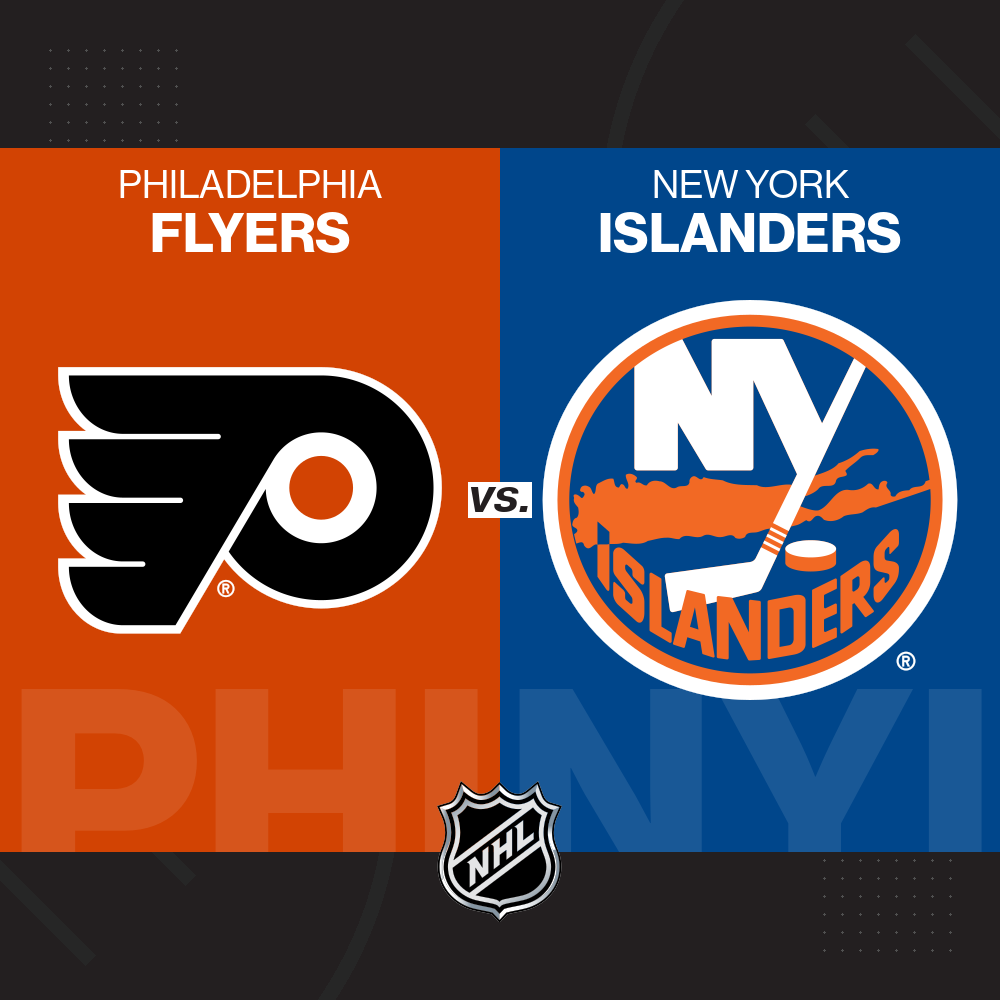 PHILADELPHIA
FLYERS
NEW YORK
ISLANDERS
NY
ISLANDERS
®
VS.
®
PHI
NYI
NHL